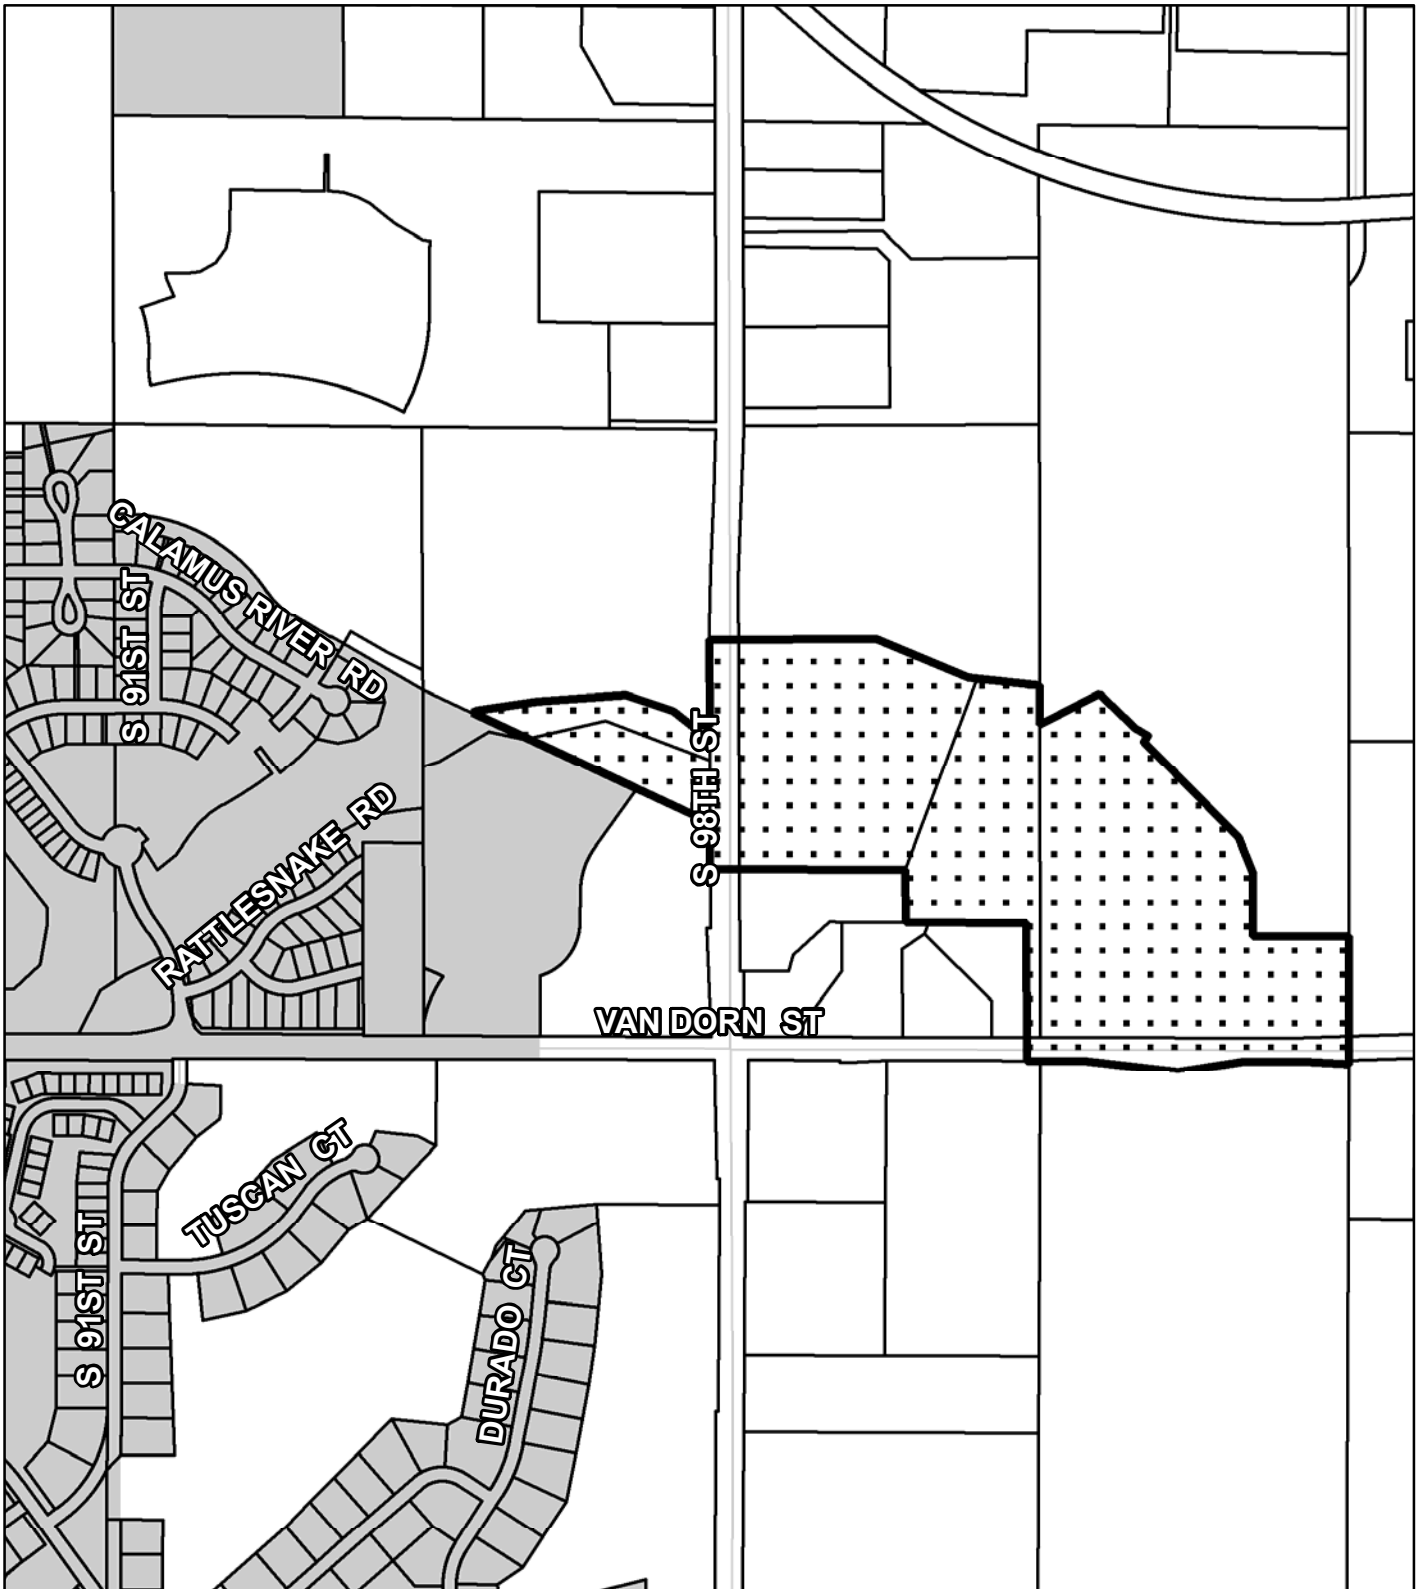 CALAMUS RIVER RD
S 91ST ST
S 98TH ST
RATTLESNAKE RD
VAN DORN ST
TUSCAN CT
S 91ST ST
DURADO CT